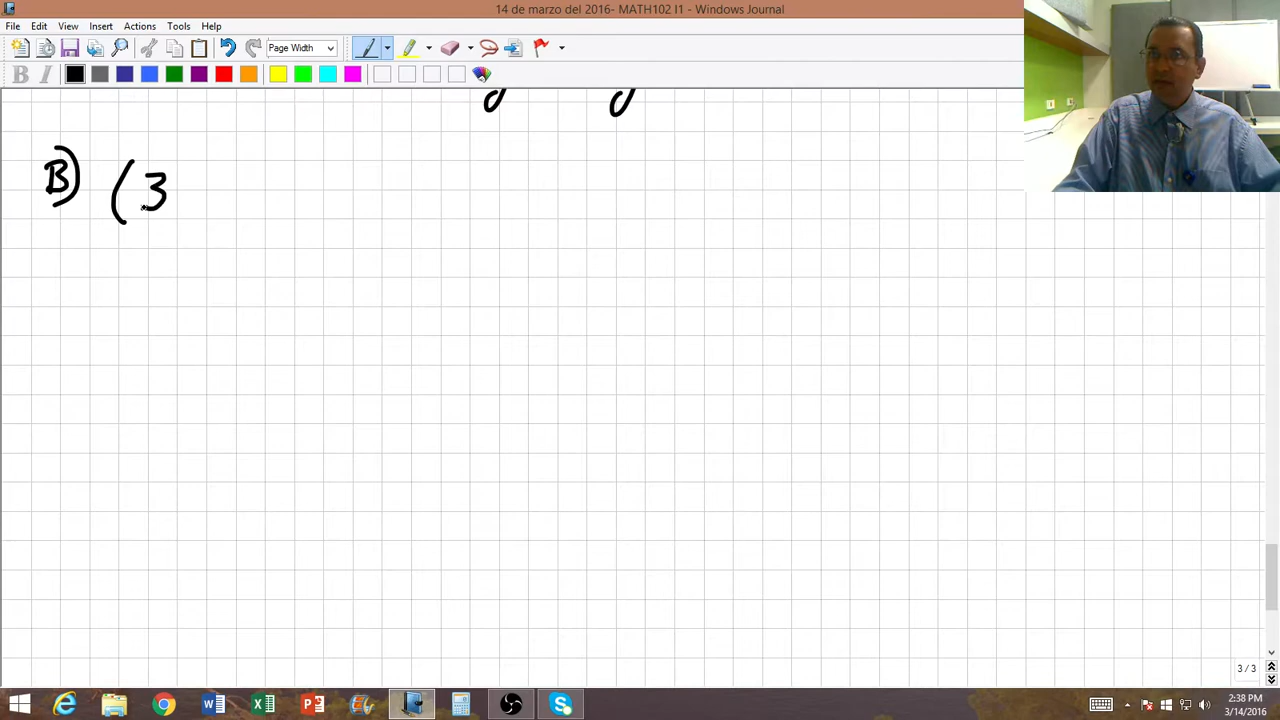 14 de marzo del 2016- MATH102 I1 - Windows Journal
File Edit View Insert Actions Tools Help
Page Width
B I
B) (3
3 / 3
2:38 PM
3/14/2016